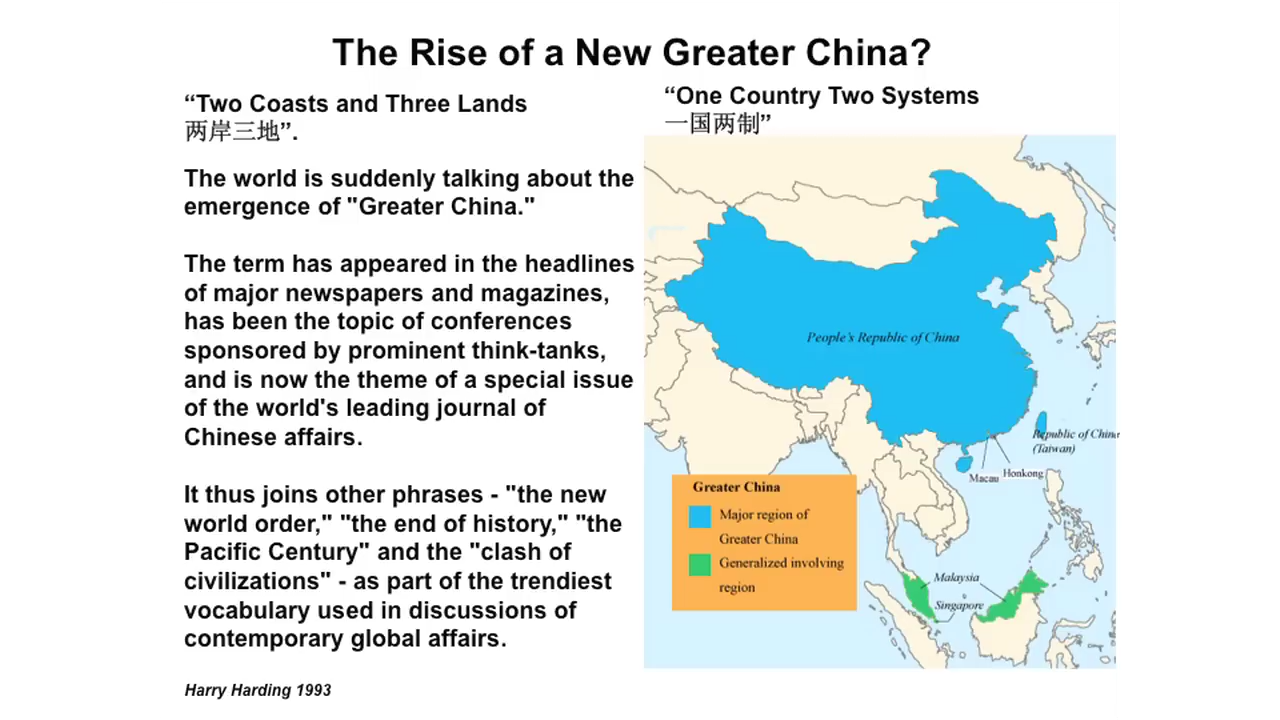 The Rise of a New Greater China?
“Two Coasts and Three Lands
两岸三地”.
The world is suddenly talking about the
emergence of "Greater China."
The term has appeared in the headlines
of major newspapers and magazines,
has been the topic of conferences
sponsored by prominent think-tanks,
and is now the theme of a special issue
of the world's leading journal of
Chinese affairs.
It thus joins other phrases - "the new
world order," "the end of history," "the
Pacific Century" and the "clash of
civilizations" - as part of the trendiest
vocabulary used in discussions of
contemporary global affairs.
Harry Harding 1993
“One Country Two Systems
一国两制”
People's Republic of China
Republic of China
(Taiwan)
Macau
Honkong
Greater China
Major region of
Greater China
Generalized involving
region
Malaysia
Singapore